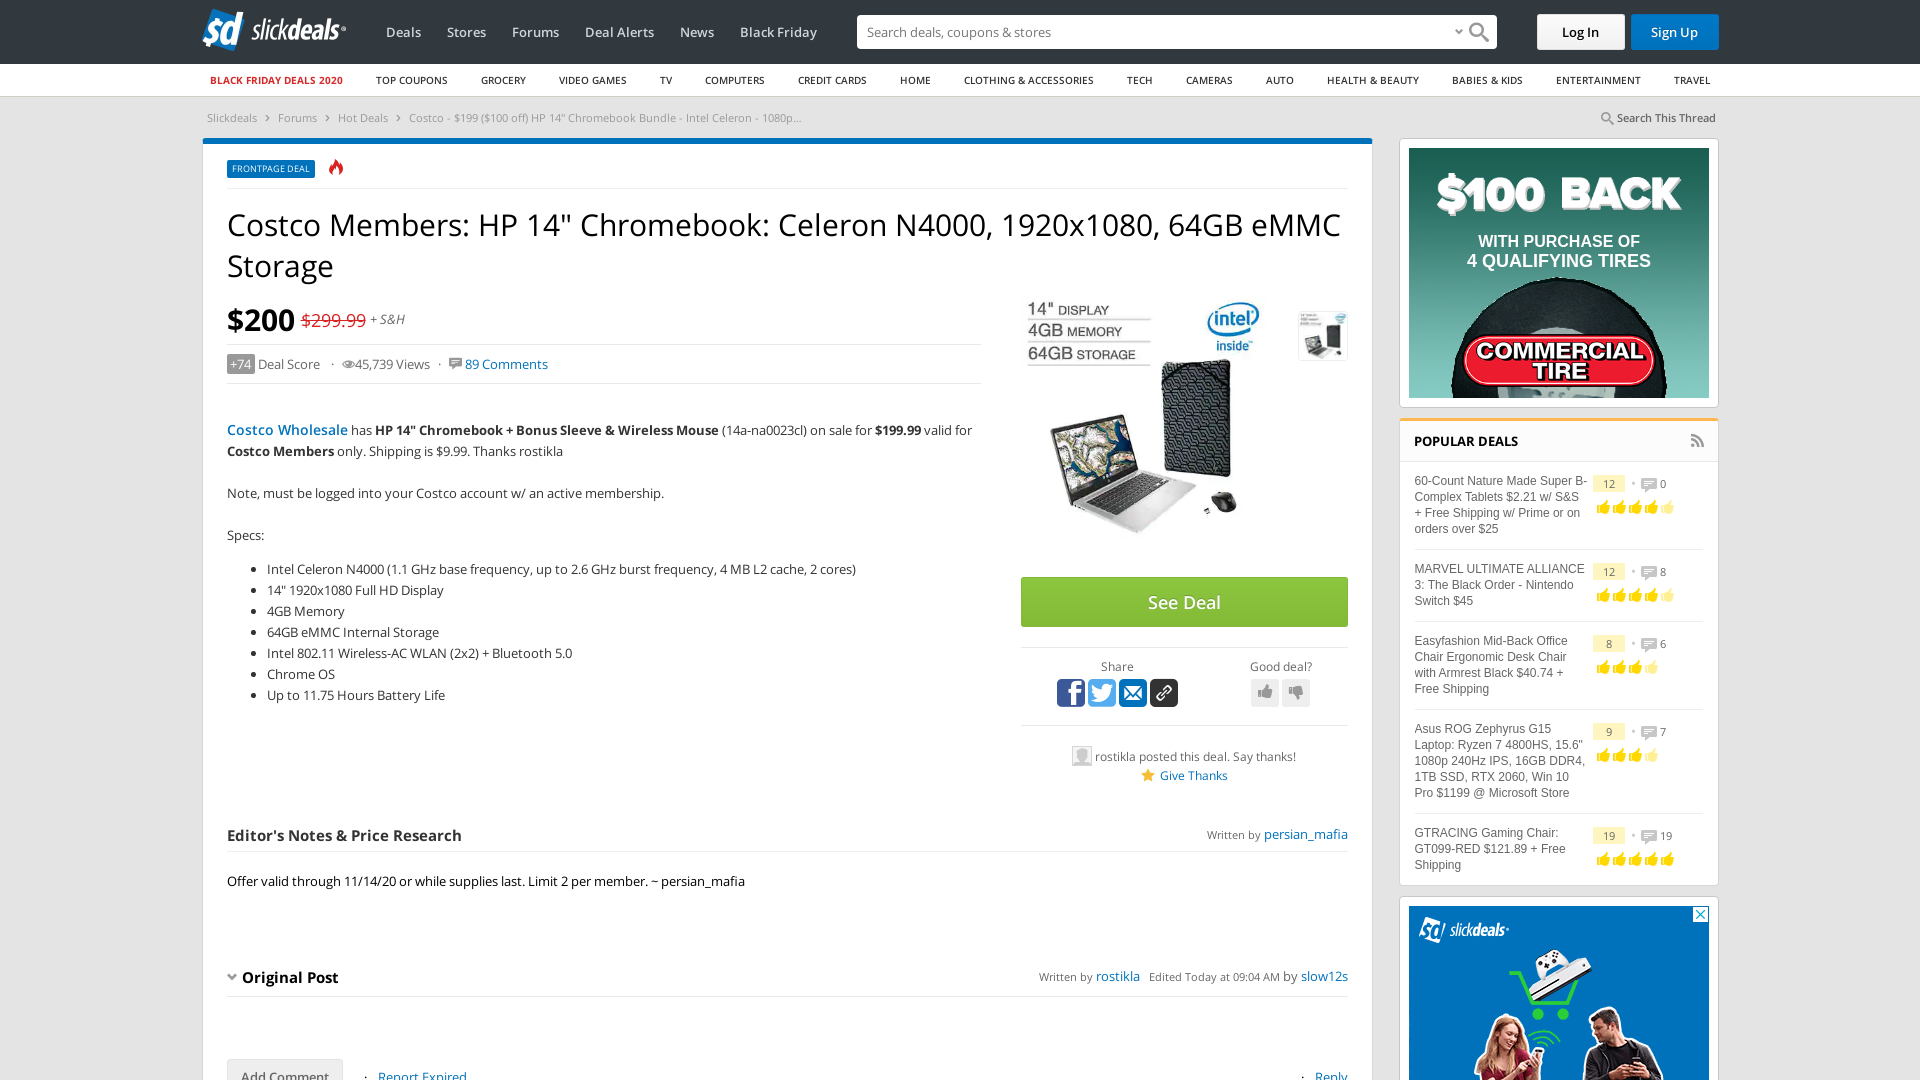 sd slickdeals
Deals
Stores
Forums
Deal Alerts
News
Black Friday
Search deals, coupons & stores
Log In
Sign Up
BLACK FRIDAY DEALS 2020
TOP COUPONS
GROCERY
VIDEO GAMES
TV
COMPUTERS
CREDIT CARDS
HOME
CLOTHING & ACCESSORIES
TECH
CAMERAS
AUTO
HEALTH & BEAUTY
BABIES & KIDS
ENTERTAINMENT
TRAVEL
Slickdeals > Forums > Hot Deals > Costco - $199 ($100 off) HP 14" Chromebook Bundle - Intel Celeron - 1080p...
Search This Thread
FRONTPAGE DEAL
Costco Members: HP 14" Chromebook: Celeron N4000, 1920x1080, 64GB eMMC
Storage
$200 $299.99 + S&H
+74 Deal Score · 45,739 Views · 89 Comments
Costco Wholesale has HP 14" Chromebook + Bonus Sleeve & Wireless Mouse (14a-na0023cl) on sale for $199.99 valid for
Costco Members only. Shipping is $9.99. Thanks rostikla
Note, must be logged into your Costco account w/ an active membership.
Specs:
• Intel Celeron N4000 (1.1 GHz base frequency, up to 2.6 GHz burst frequency, 4 MB L2 cache, 2 cores)
• 14" 1920x1080 Full HD Display
• 4GB Memory
• 64GB eMMC Internal Storage
• Intel 802.11 Wireless-AC WLAN (2x2) + Bluetooth 5.0
• Chrome OS
• Up to 11.75 Hours Battery Life
14" DISPLAY
4GB MEMORY
64GB STORAGE
intel
inside™
See Deal
Share
Good deal?
rostikla posted this deal. Say thanks!
Give Thanks
Editor's Notes & Price Research
Written by persian_mafia
Offer valid through 11/14/20 or while supplies last. Limit 2 per member. ~ persian_mafia
Original Post
Written by rostikla Edited Today at 09:04 AM by slow12s
Add Comment
· Report Expired
· Reply
$100 BACK
WITH PURCHASE OF
4 QUALIFYING TIRES
COMMERCIAL
TIRE
POPULAR DEALS
60-Count Nature Made Super B-
Complex Tablets $2.21 w/ S&S
+ Free Shipping w/ Prime or on
orders over $25
12 • 0
MARVEL ULTIMATE ALLIANCE
3: The Black Order - Nintendo
Switch $45
12 • 8
Easyfashion Mid-Back Office
Chair Ergonomic Desk Chair
with Armrest Black $40.74 +
Free Shipping
8 • 6
Asus ROG Zephyrus G15
Laptop: Ryzen 7 4800HS, 15.6"
1080p 240Hz IPS, 16GB DDR4,
1TB SSD, RTX 2060, Win 10
Pro $1199 @ Microsoft Store
9 • 7
GTRACING Gaming Chair:
GT099-RED $121.89 + Free
Shipping
19 • 19
sd slickdeals